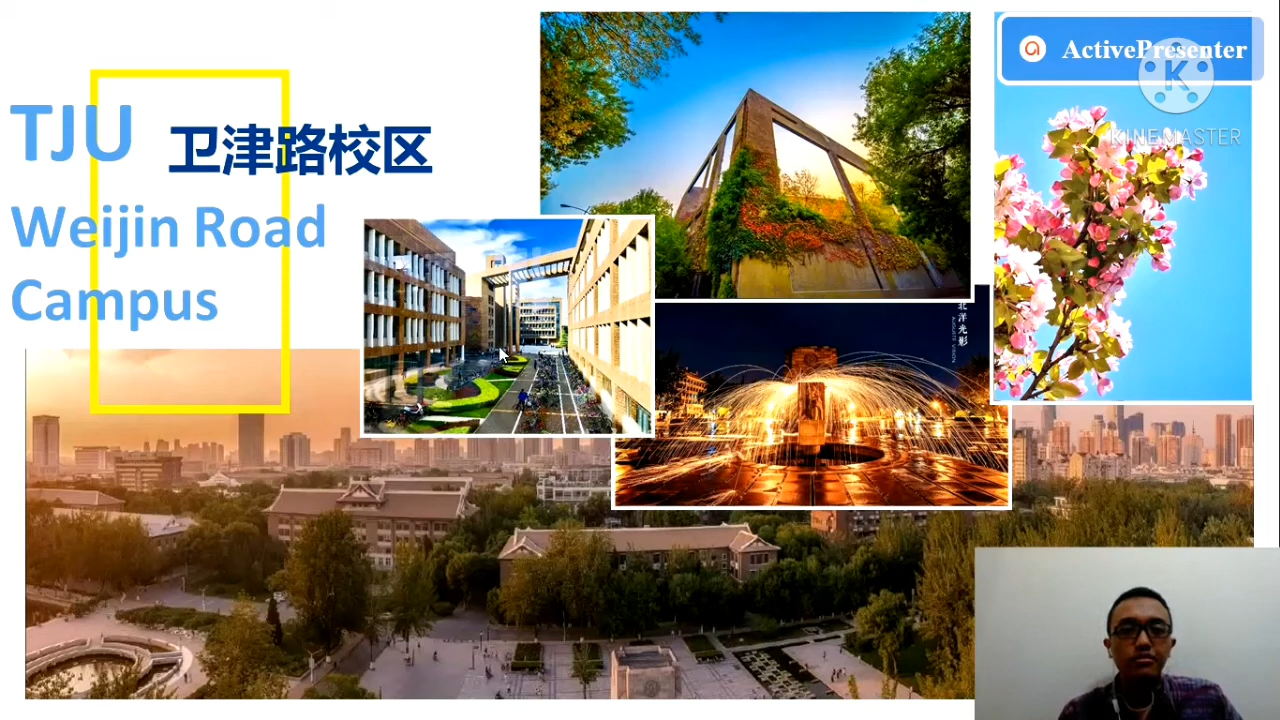 TJU 卫津路校区
Weijin Road
Campus
ActivePresenter
KINEMASTER
北洋光影